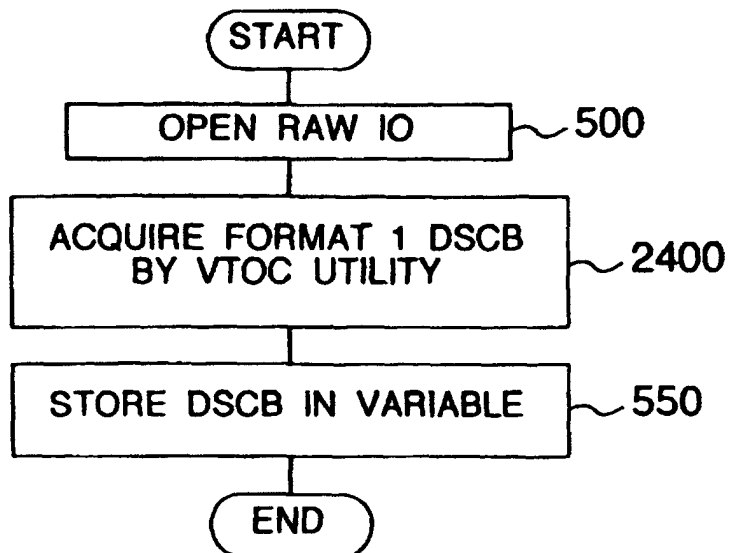 START
OPEN RAW IO
500
ACQUIRE FORMAT 1 DSCB
BY VTOC UTILITY
2400
STORE DSCB IN VARIABLE
550
END